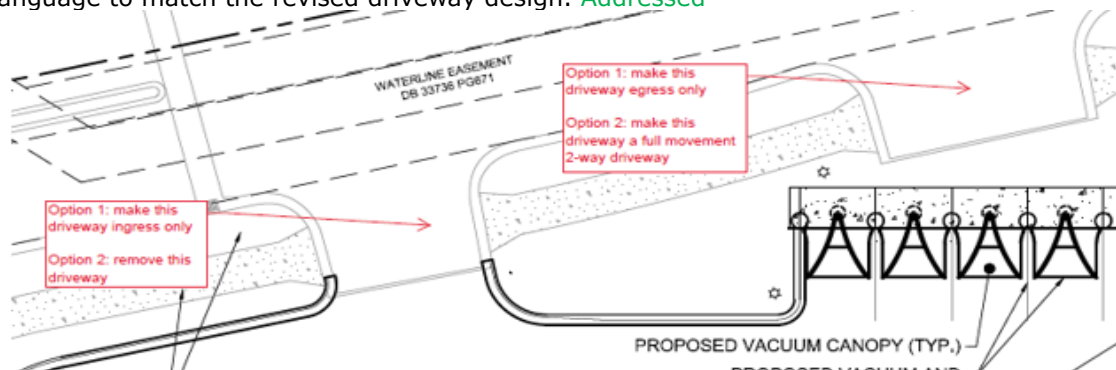 language to match the revised driveway design. Addressed
WATERLINE EASEMENT
DB 33736 PG671
Option 1: make this
driveway egress only
Option 2: make this
driveway a full movement
2-way driveway
Option 1: make this
driveway ingress only
Option 2: remove this
driveway
PROPOSED VACUUM CANOPY (TYP.)
PROPOSED VACUUM AND